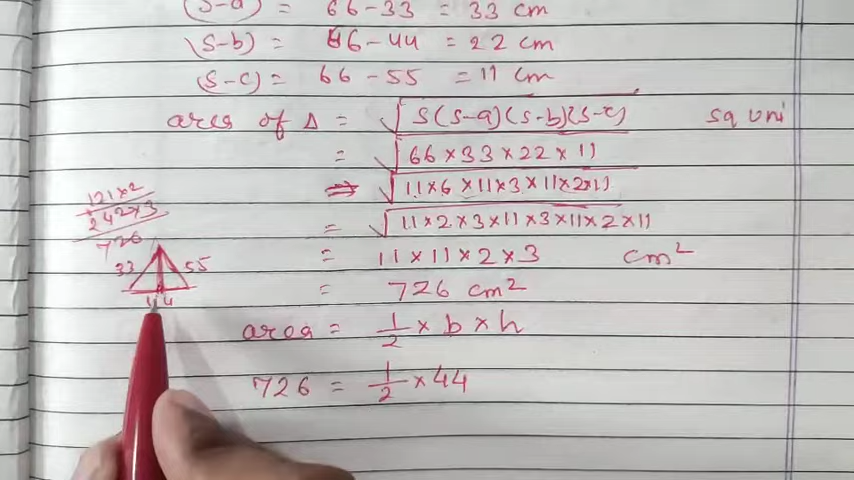 (s-a) = 66-33 = 33 cm
(s-b) = 66-44 = 22 cm
(s-c) = 66-55 = 11 cm
area of Δ = √s(s-a)(s-b)(s-c) sq uni
= √66×33×22×11
⇒ √11×6×11×3×11×2×11
= √11×2×3×11×3×11×2×11
= 11×11×2×3 cm²
= 726 cm²
area = 1/2 × b × h
726 = 1/2 × 44
121×2
242×3
726
33 55
44